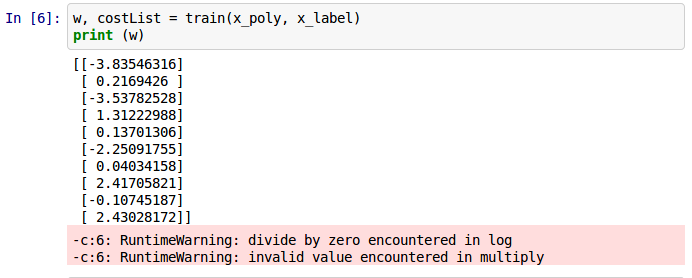 In [6]: w, costList = train(x_poly, x_label)
print (w)
[[-3.83546316]
 [ 0.2169426 ]
 [-3.53782528]
 [ 1.31222988]
 [ 0.13701306]
 [-2.25091755]
 [ 0.04034158]
 [ 2.41705821]
 [-0.10745187]
 [ 2.43028172]]
-c:6: RuntimeWarning: divide by zero encountered in log
-c:6: RuntimeWarning: invalid value encountered in multiply